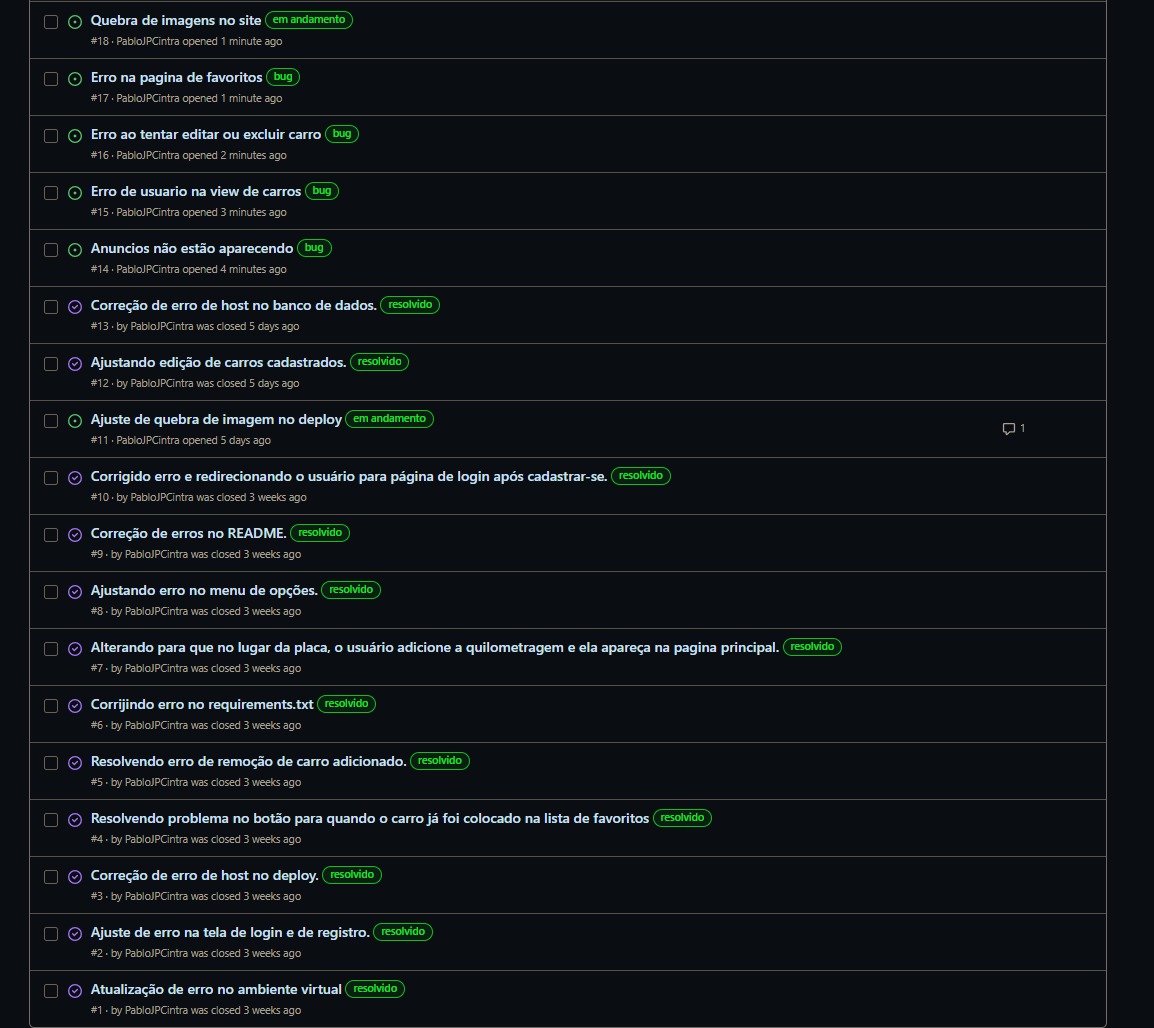 Quebra de imagens no site em andamento
#18 · PabloJPCintra opened 1 minute ago
Erro na pagina de favoritos bug
#17 · PabloJPCintra opened 1 minute ago
Erro ao tentar editar ou excluir carro bug
#16 · PabloJPCintra opened 2 minutes ago
Erro de usuario na view de carros bug
#15 · PabloJPCintra opened 3 minutes ago
Anuncios não estão aparecendo bug
#14 · PabloJPCintra opened 4 minutes ago
Correção de erro de host no banco de dados. resolvido
#13 · by PabloJPCintra was closed 5 days ago
Ajustando edição de carros cadastrados. resolvido
#12 · by PabloJPCintra was closed 5 days ago
Ajuste de quebra de imagem no deploy em andamento
1
#11 · PabloJPCintra opened 5 days ago
Corrigido erro e redirecionando o usuário para página de login após cadastrar-se. resolvido
#10 · by PabloJPCintra was closed 3 weeks ago
Correção de erros no README. resolvido
#9 · by PabloJPCintra was closed 3 weeks ago
Ajustando erro no menu de opções. resolvido
#8 · by PabloJPCintra was closed 3 weeks ago
Alterando para que no lugar da placa, o usuário adicione a quilometragem e ela apareça na pagina principal. resolvido
#7 · by PabloJPCintra was closed 3 weeks ago
Corrijindo erro no requirements.txt resolvido
#6 · by PabloJPCintra was closed 3 weeks ago
Resolvendo erro de remoção de carro adicionado. resolvido
#5 · by PabloJPCintra was closed 3 weeks ago
Resolvendo problema no botão para quando o carro já foi colocado na lista de favoritos resolvido
#4 · by PabloJPCintra was closed 3 weeks ago
Correção de erro de host no deploy. resolvido
#3 · by PabloJPCintra was closed 3 weeks ago
Ajuste de erro na tela de login e de registro. resolvido
#2 · by PabloJPCintra was closed 3 weeks ago
Atualização de erro no ambiente virtual resolvido
#1 · by PabloJPCintra was closed 3 weeks ago